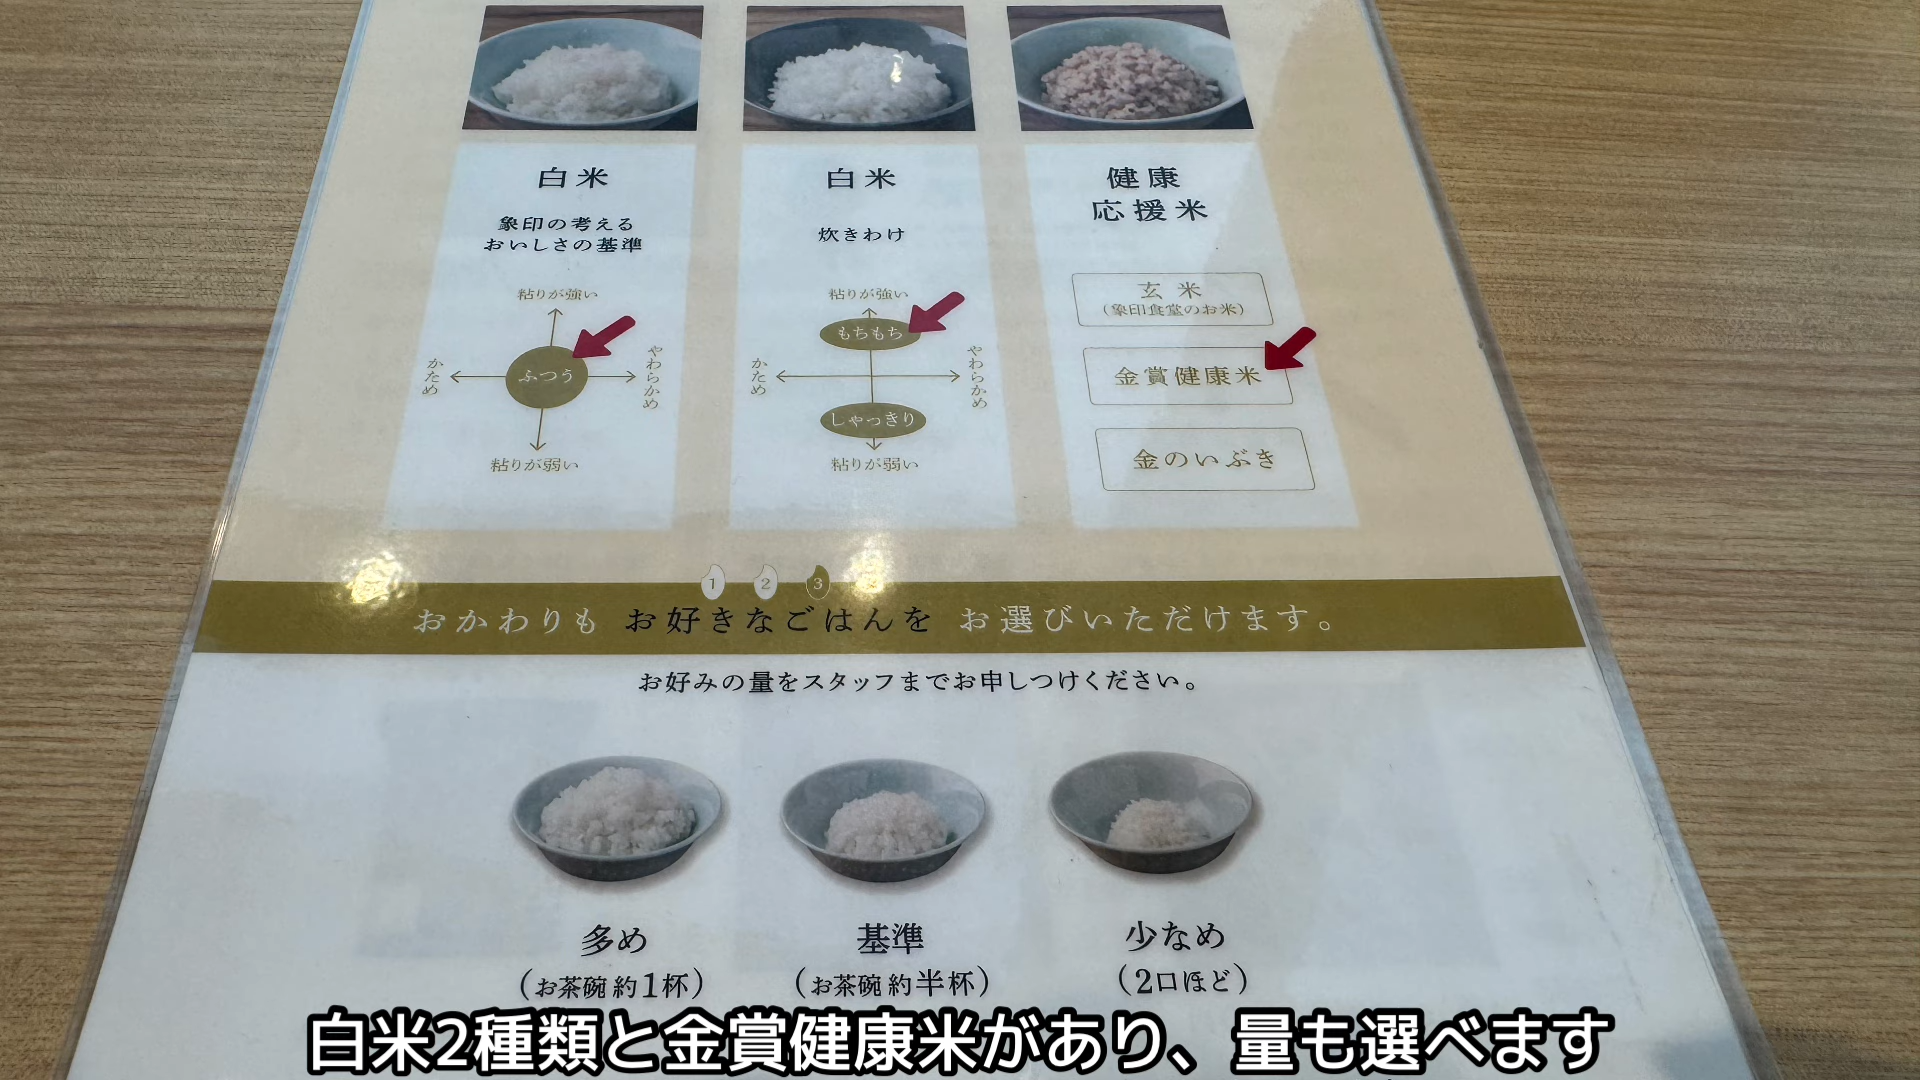 白米
象印の考える
おいしさの基準
粘りが強い
かため
ふつう
やわらかめ
粘りが弱い
白米
炊きわけ
粘りが強い
もちもち
かため
やわらかめ
しゃっきり
粘りが弱い
健康
応援米
玄米
(象印食堂のお米)
金賞健康米
金のいぶき
1 2 3
おかわりも お好きなごはんを お選びいただけます。
お好みの量をスタッフまでお申しつけください。
多め
(お茶碗約1杯)
基準
(お茶碗約半杯)
少なめ
(2口ほど)
白米2種類と金賞健康米があり、量も選べます